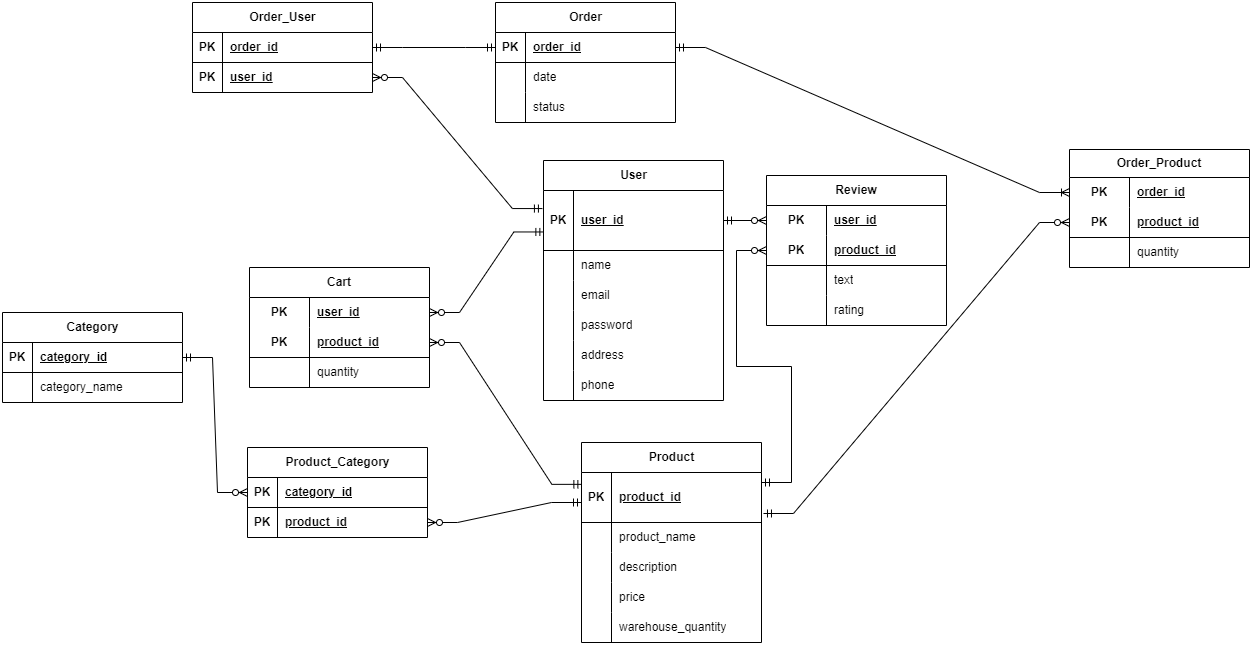 Order_User
PK order_id
PK user_id
Order
PK order_id
date
status
User
PK user_id
name
email
password
address
phone
Review
PK user_id
PK product_id
text
rating
Order_Product
PK order_id
PK product_id
quantity
Cart
PK user_id
PK product_id
quantity
Category
PK category_id
category_name
Product_Category
PK category_id
PK product_id
Product
PK product_id
product_name
description
price
warehouse_quantity